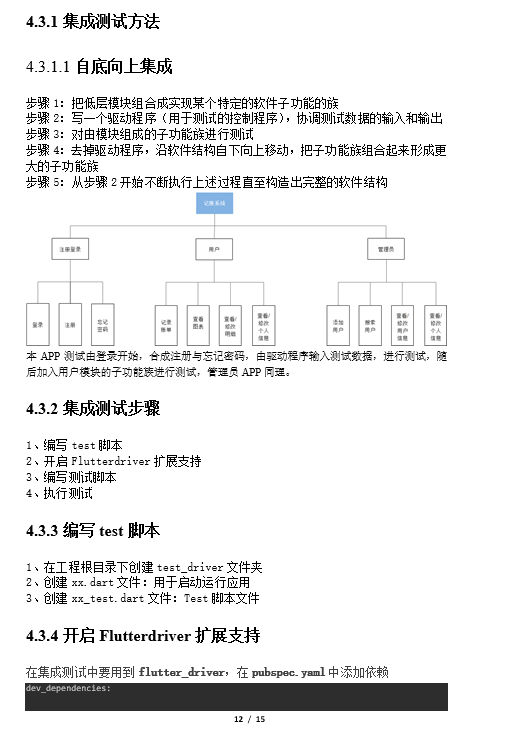 4.3.1 集成测试方法
4.3.1.1 自底向上集成
步骤 1：把低层模块组合成实现某个特定的软件子功能的族
步骤 2：写一个驱动程序（用于测试的控制程序），协调测试数据的输入和输出
步骤 3：对由模块组成的子功能族进行测试
步骤 4：去掉驱动程序，沿软件结构自下向上移动，把子功能族组合起来形成更
大的子功能族
步骤 5：从步骤 2 开始不断执行上述过程直至构造出完整的软件结构
记账系统
注册登录
用户
管理员
登录
注册
忘记
密码
记录
账单
查看
图表
查看/
修改
明细
查看/
修改
个人
信息
添加
用户
搜索
用户
查看/
修改
用户
信息
查看/
修改
个人
信息
本 APP 测试由登录开始，合成注册与忘记密码，由驱动程序输入测试数据，进行测试，随
后加入用户模块的子功能族进行测试，管理员 APP 同理。
4.3.2 集成测试步骤
1、编写 test 脚本
2、开启 Flutterdriver 扩展支持
3、编写测试脚本
4、执行测试
4.3.3 编写 test 脚本
1、在工程根目录下创建 test_driver 文件夹
2、创建 xx.dart 文件：用于启动运行应用
3、创建 xx_test.dart 文件：Test 脚本文件
4.3.4 开启 Flutterdriver 扩展支持
在集成测试中要用到 flutter_driver，在 pubspec.yaml 中添加依赖
dev_dependencies:
12 / 15